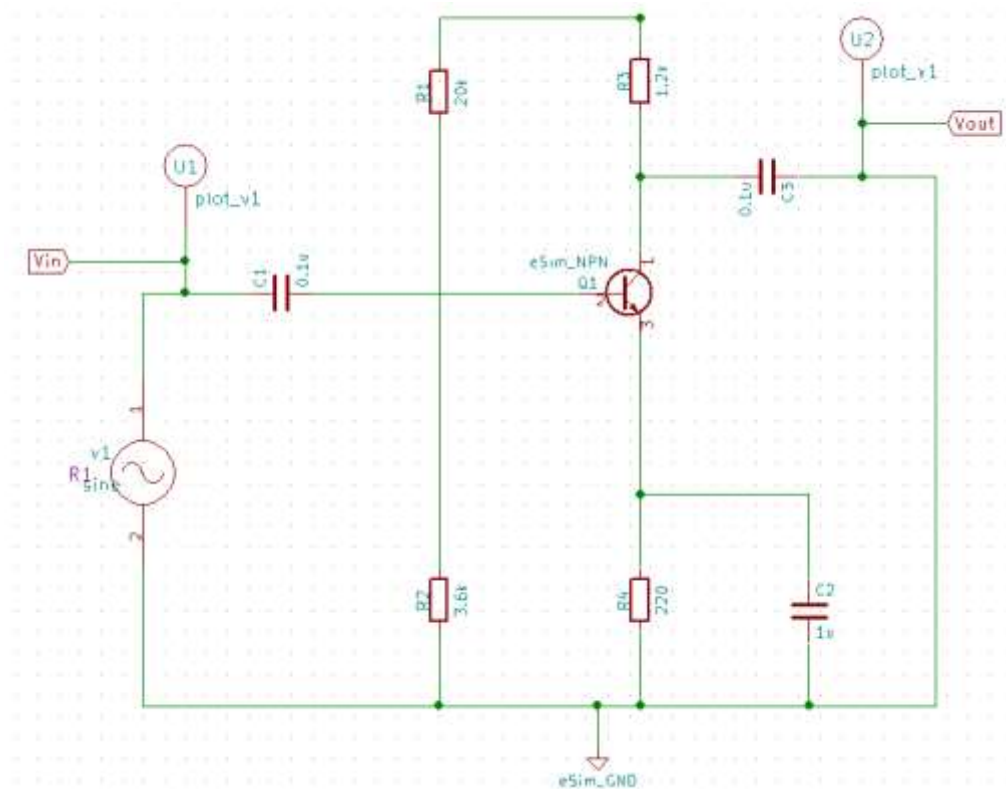 U2
plot_v1
Vout
R1
20k
R3
1.2k
U1
plot_v1
Vin
C1
0.1u
eSim_NPN
Q1
1
2
3
0.1u
C3
1
v1
R1
sine
2
R2
3.6k
R4
220
C2
1u
eSim_GND